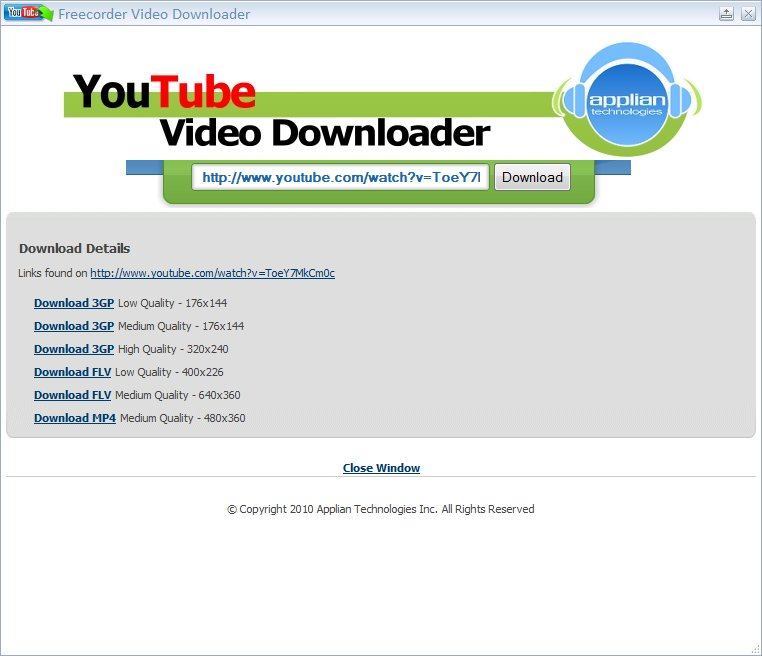 YouTube Freecorder Video Downloader
YouTube
Video Downloader
applian
technologies
http://www.youtube.com/watch?v=ToeY7l Download
Download Details
Links found on http://www.youtube.com/watch?v=ToeY7MkCm0c
Download 3GP Low Quality - 176x144
Download 3GP Medium Quality - 176x144
Download 3GP High Quality - 320x240
Download FLV Low Quality - 400x226
Download FLV Medium Quality - 640x360
Download MP4 Medium Quality - 480x360
Close Window
© Copyright 2010 Applian Technologies Inc. All Rights Reserved